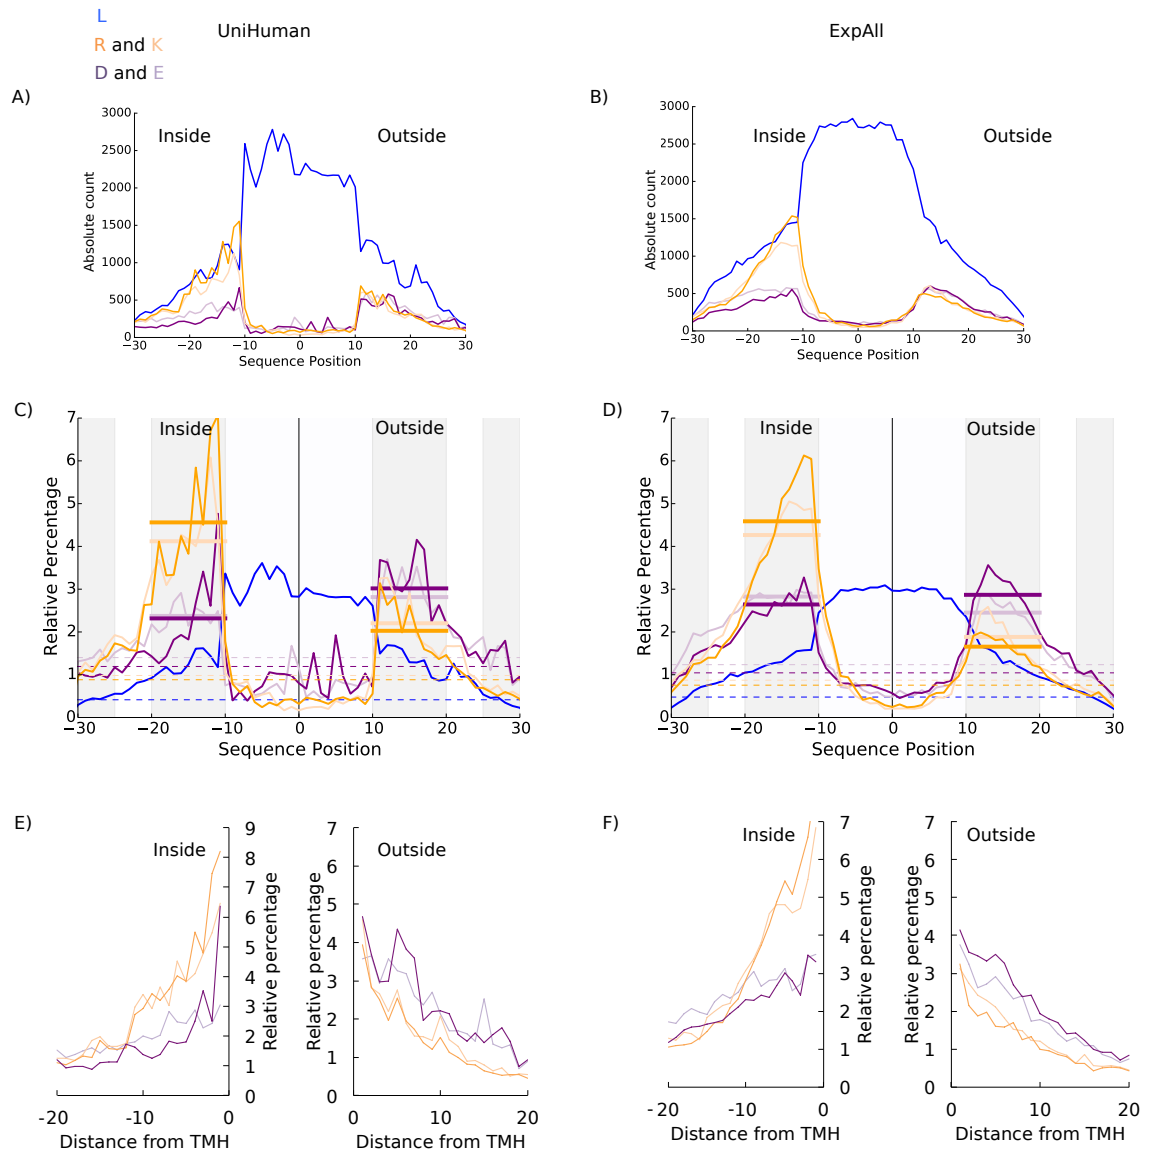 L
UniHuman
ExpAll
R and K
D and E
A)
B)
3000
2500
2000
1500
1000
500
0
Absolute count
Inside
Outside
−30
−20
−10
0
10
20
30
Sequence Position
3000
2500
2000
1500
1000
500
0
Absolute count
Inside
Outside
−30
−20
−10
0
10
20
30
Sequence Position
C)
D)
7
6
5
4
3
2
1
0
Relative Percentage
Inside
Outside
−30
−20
−10
0
10
20
30
Sequence Position
7
6
5
4
3
2
1
0
Relative Percentage
Inside
Outside
−30
−20
−10
0
10
20
30
Sequence Position
E)
F)
Inside
9
8
7
6
5
4
3
2
1
0
Relative percentage
-20
-10
0
Distance from TMH
Outside
7
6
5
4
3
2
1
0
Relative percentage
0
10
20
Distance from TMH
Inside
7
6
5
4
3
2
1
0
Relative percentage
-20
-10
0
Distance from TMH
Outside
7
6
5
4
3
2
1
0
Relative percentage
0
10
20
Distance from TMH